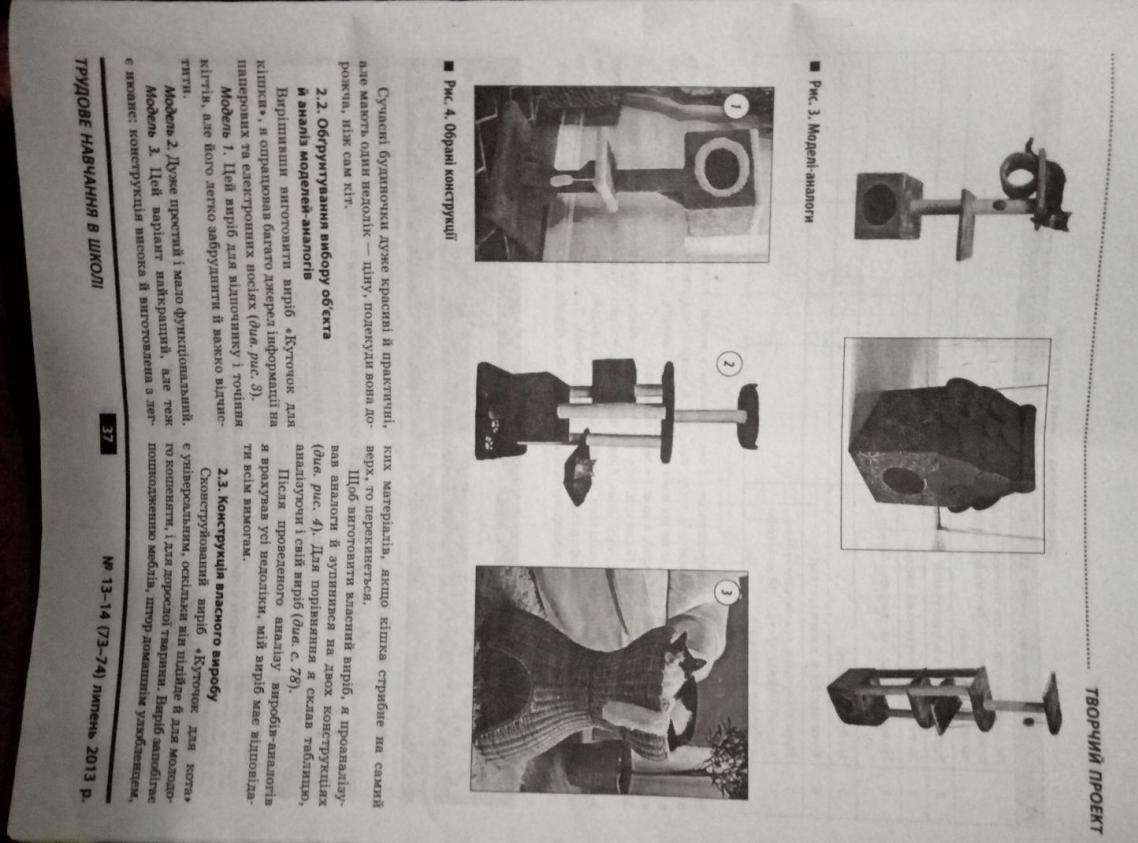 ТВОРЧИЙ ПРОЕКТ
■ Рис. 3. Моделі-аналоги
1
2
3
■ Рис. 4. Обрані конструкції
Сучасні будиночки дуже красиві й практичні,
але мають один недолік — ціну, подекуди вона до-
рожча, ніж сам кіт.
2.2. Обґрунтування вибору об'єкта
й аналіз моделей-аналогів
Вирішивши виготовити виріб «Куточок для
кішки», я опрацював багато джерел інформації на
паперових та електронних носіях (див. рис. 3).
Модель 1. Цей виріб для відпочинку і точіння
кігтів, але його легко забруднити й важко відчис-
тити.
Модель 2. Дуже простий і мало функціональний.
Модель 3. Цей варіант найкращий, але теж
є нюанс: конструкція висока й виготовлена з лег-
ких матеріалів, якщо кішка стрибне на самий
верх, то перекинеться.
Щоб виготовити власний виріб, я проаналізу-
вав аналоги й зупинився на двох конструкціях
(див. рис. 4). Для порівняння я склав таблицю,
аналізуючи і свій виріб (див. с. 78).
Після проведеного аналізу виробів-аналогів
я врахував усі недоліки, мій виріб має відповіда-
ти всім вимогам.
2.3. Конструкція власного виробу
Сконструйований виріб «Куточок для кота»
є універсальним, оскільки він підійде й для молодо-
го кошеняти, і для дорослої тварини. Виріб запобігає
пошкодженню меблів, штор домашнім улюбленцем,
ТРУДОВЕ НАВЧАННЯ В ШКОЛІ
37
№ 13–14 (73–74) липень 2013 р.